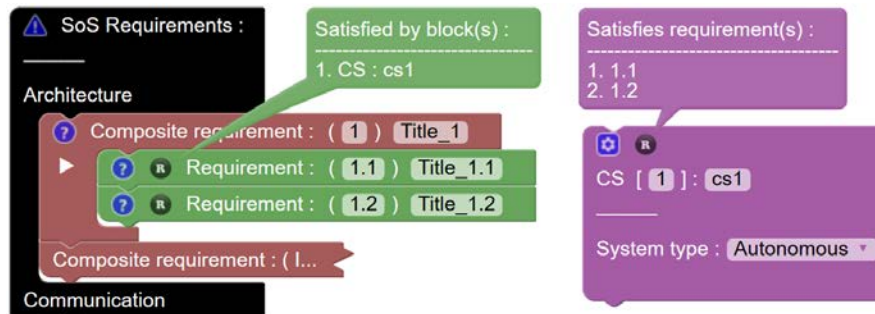 SoS Requirements :
Architecture
? Composite requirement : ( 1 ) Title_1
? R Requirement : ( 1.1 ) Title_1.1
? R Requirement : ( 1.2 ) Title_1.2
Composite requirement : ( I...
Communication
Satisfied by block(s) :
1. CS : cs1
Satisfies requirement(s) :
1. 1.1
2. 1.2
R
CS [ 1 ] : cs1
System type : Autonomous